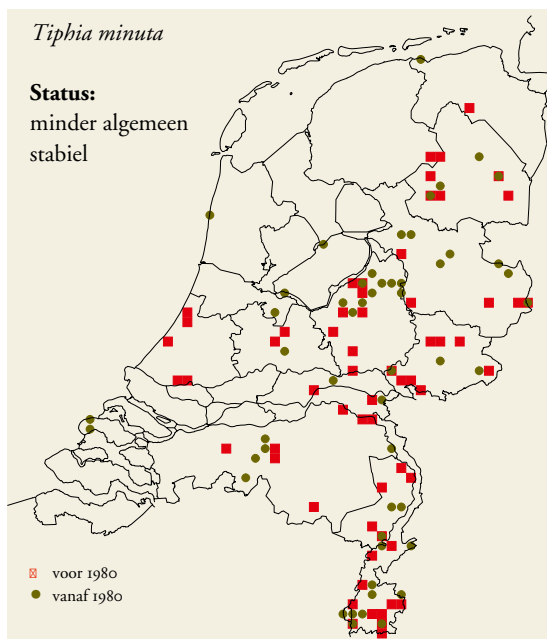 Tiphia minuta
Status:
minder algemeen
stabiel
voor 1980
vanaf 1980